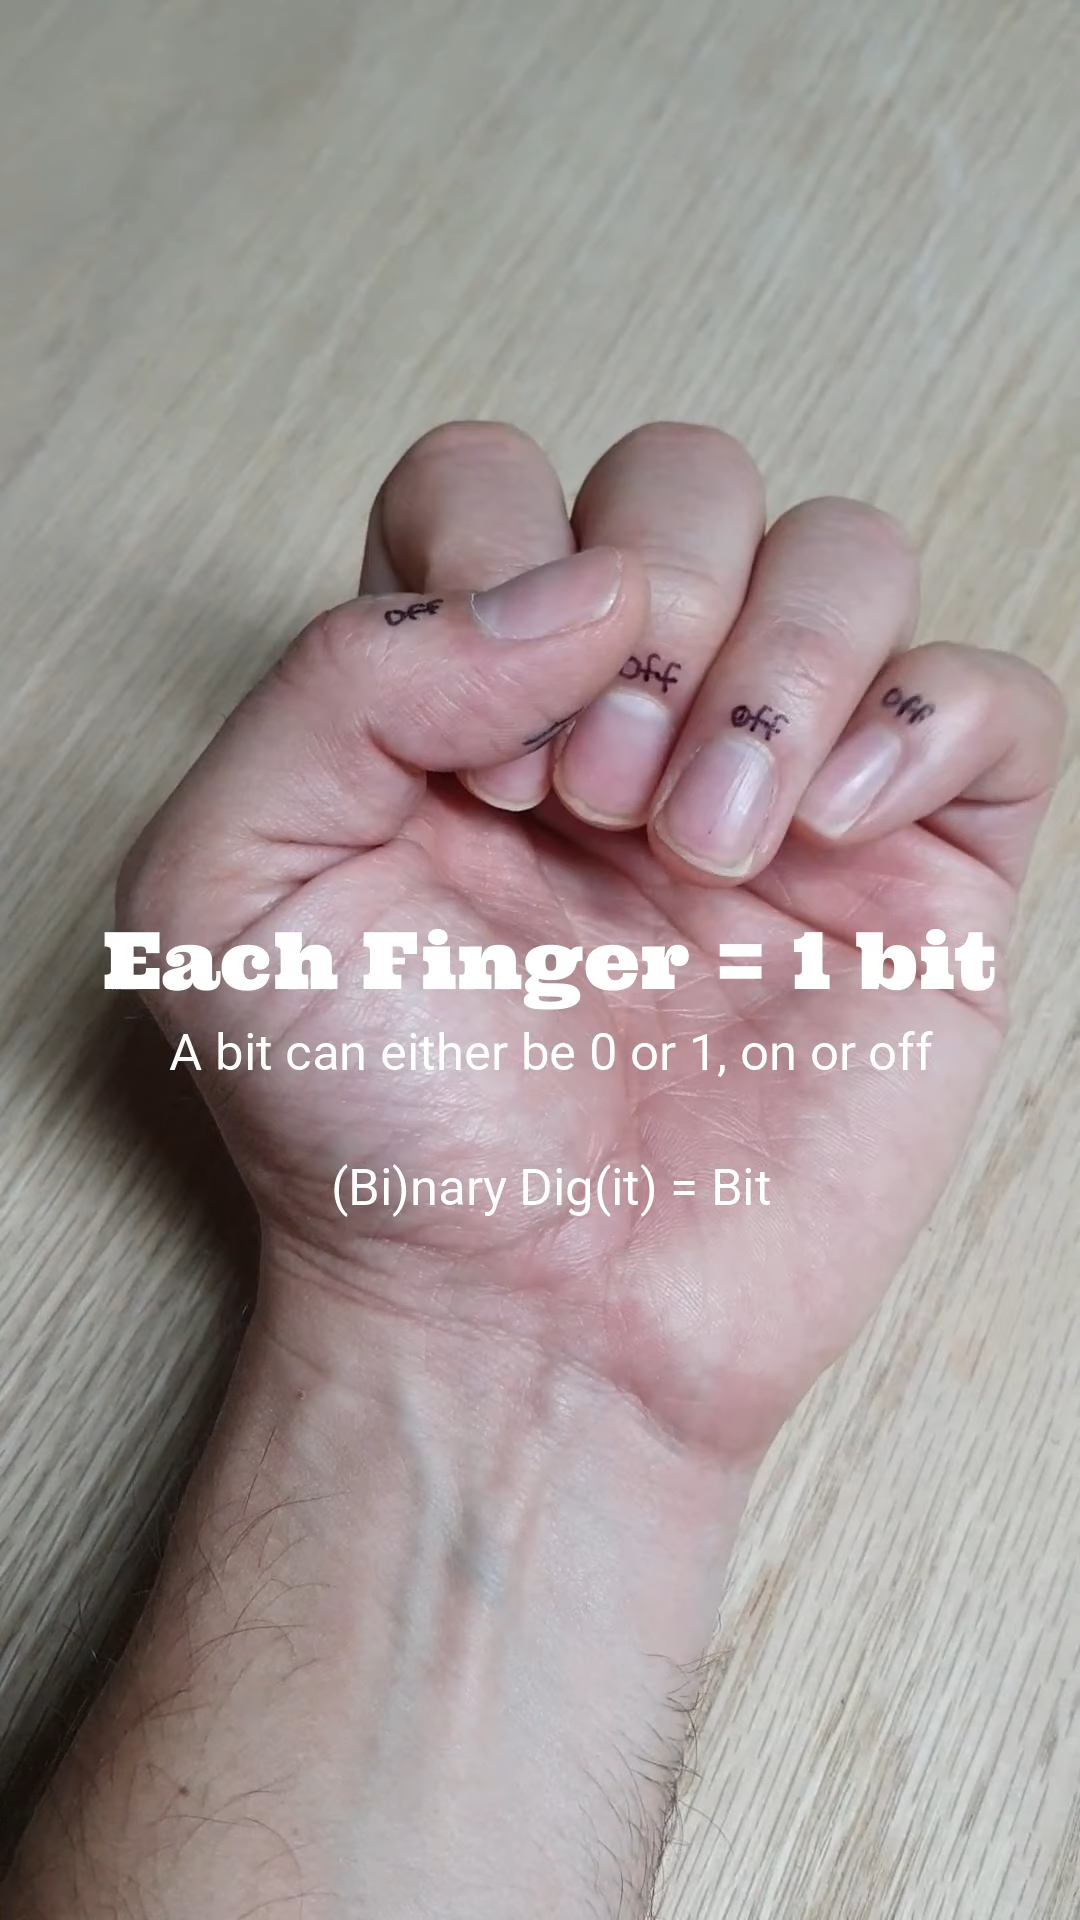 off
off
off
off
Each Finger = 1 bit
A bit can either be 0 or 1, on or off
(Bi)nary Dig(it) = Bit